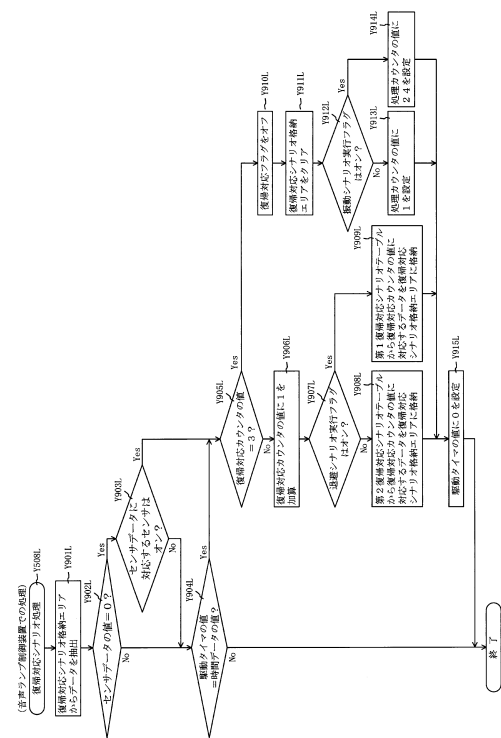 (音声ランプ制御装置での処理)
復帰対応シナリオ処理
Y508L
復帰対応シナリオ格納エリア
からデータを抽出
Y901L
センサデータの値=0?
Y902L
Yes
No
センサデータに
対応するセンサは
オン?
Y903L
Yes
No
駆動タイマの値
=時間データの値?
Y904L
Yes
No
復帰対応カウンタの値
=3?
Y905L
Yes
No
復帰対応カウンタの値に1を
加算
Y906L
退避シナリオ実行フラグ
はオン?
Y907L
Yes
No
第2復帰対応シナリオテーブル
から復帰対応カウンタの値に
対応するデータを復帰対応
シナリオ格納エリアに格納
Y908L
第1復帰対応シナリオテーブル
から復帰対応カウンタの値に
対応するデータを復帰対応
シナリオ格納エリアに格納
Y909L
復帰対応フラグをオフ
Y910L
復帰対応シナリオ格納
エリアをクリア
Y911L
振動シナリオ実行フラグ
はオン?
Y912L
Yes
No
処理カウンタの値に
1を設定
Y913L
処理カウンタの値に
24を設定
Y914L
駆動タイマの値に0を設定
Y915L
終了